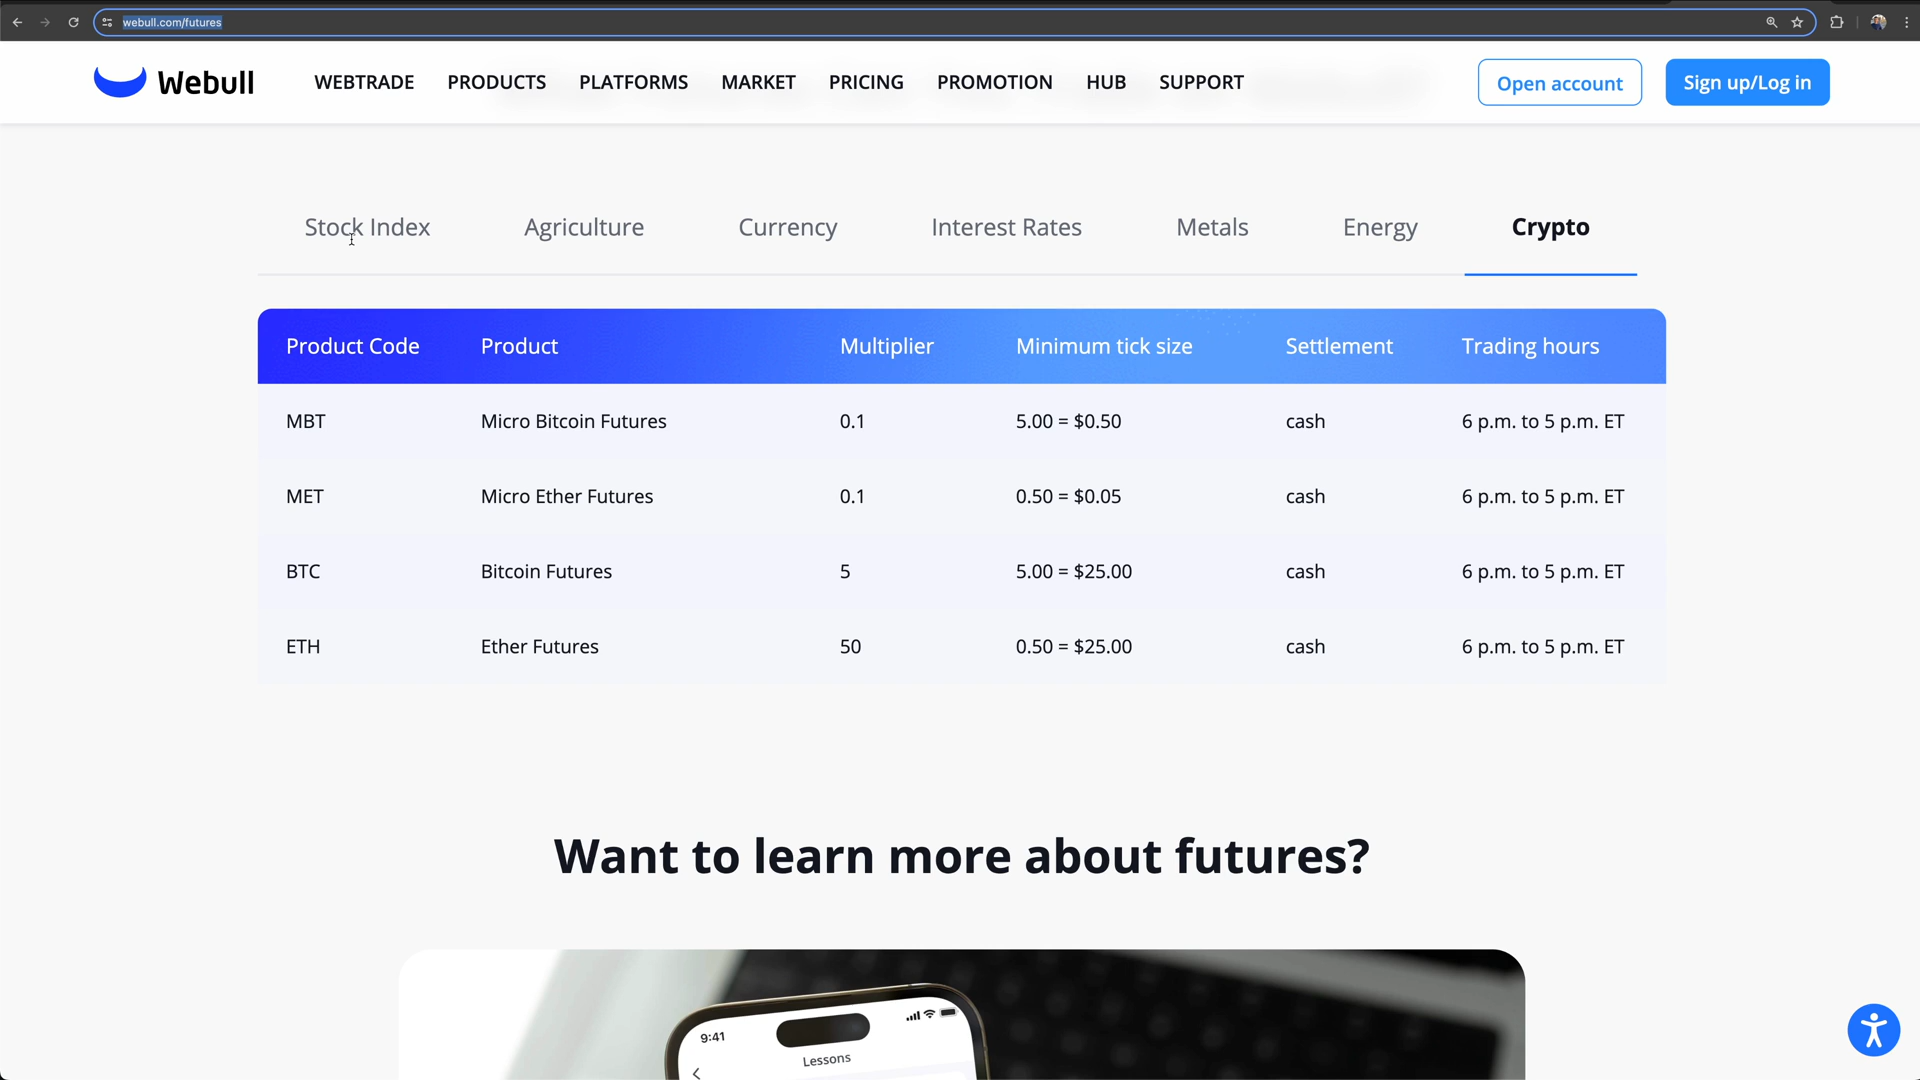 webull.com/futures
Webull WEBTRADE PRODUCTS PLATFORMS MARKET PRICING PROMOTION HUB SUPPORT Open account Sign up/Log in
Stock Index Agriculture Currency Interest Rates Metals Energy Crypto
Product Code Product Multiplier Minimum tick size Settlement Trading hours
MBT Micro Bitcoin Futures 0.1 5.00 = $0.50 cash 6 p.m. to 5 p.m. ET
MET Micro Ether Futures 0.1 0.50 = $0.05 cash 6 p.m. to 5 p.m. ET
BTC Bitcoin Futures 5 5.00 = $25.00 cash 6 p.m. to 5 p.m. ET
ETH Ether Futures 50 0.50 = $25.00 cash 6 p.m. to 5 p.m. ET
Want to learn more about futures?
9:41
Lessons